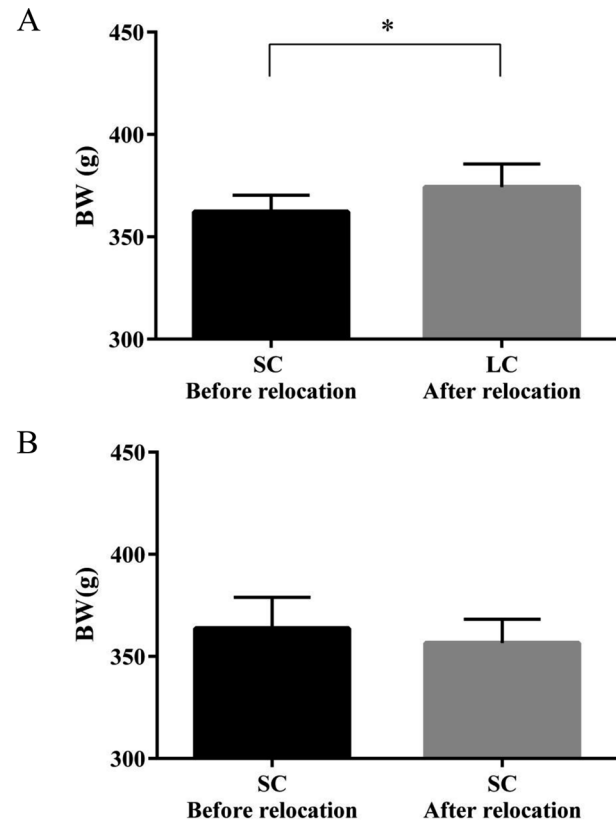 A
450
*
400
BW (g)
350
300
SC LC
Before relocation After relocation
B
450
400
BW(g)
350
300
SC SC
Before relocation After relocation